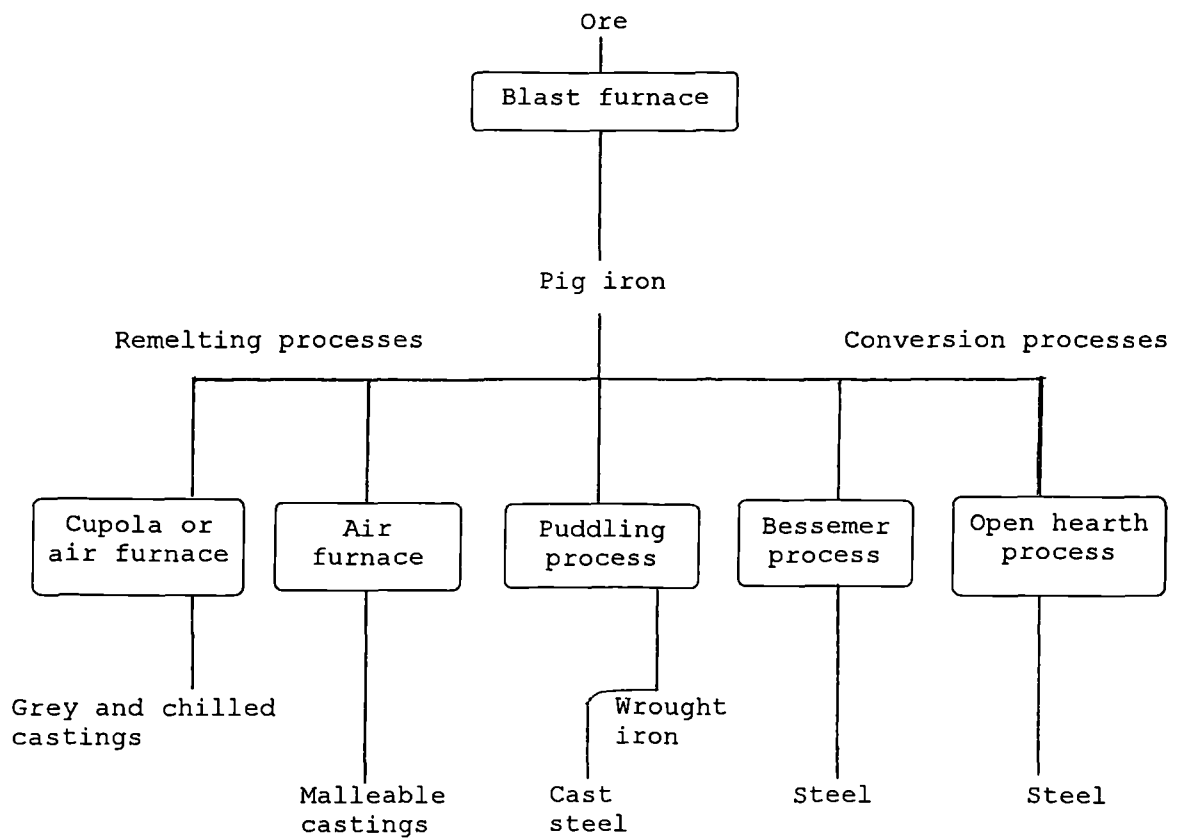 Ore
Blast furnace
Pig iron
Remelting processes
Conversion processes
Cupola or
air furnace
Air
furnace
Puddling
process
Bessemer
process
Open hearth
process
Grey and chilled
castings
Wrought
iron
Malleable
castings
Cast
steel
Steel
Steel